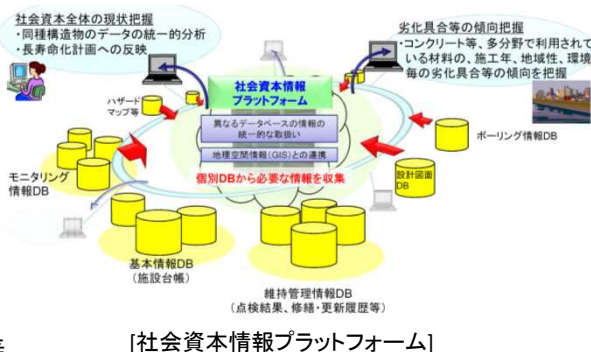 社会資本全体の現状把握
・同種構造物のデータの統一的分析
・長寿命化計画への反映
劣化具合等の傾向把握
・コンクリート等、多分野で利用されて
いる材料の、施工年、地域性、環境
毎の劣化具合等の傾向を把握
社会資本情報
プラットフォーム
異なるデータベースの情報の
統一的な取扱い
地理空間情報(GIS)との連携
個別DBから必要な情報を収集
ハザード
マップ等
ボーリング情報DB
モニタリング
情報DB
設計図面
DB
基本情報DB
(施設台帳)
維持管理情報DB
(点検結果、修繕・更新履歴等)
[社会資本情報プラットフォーム]